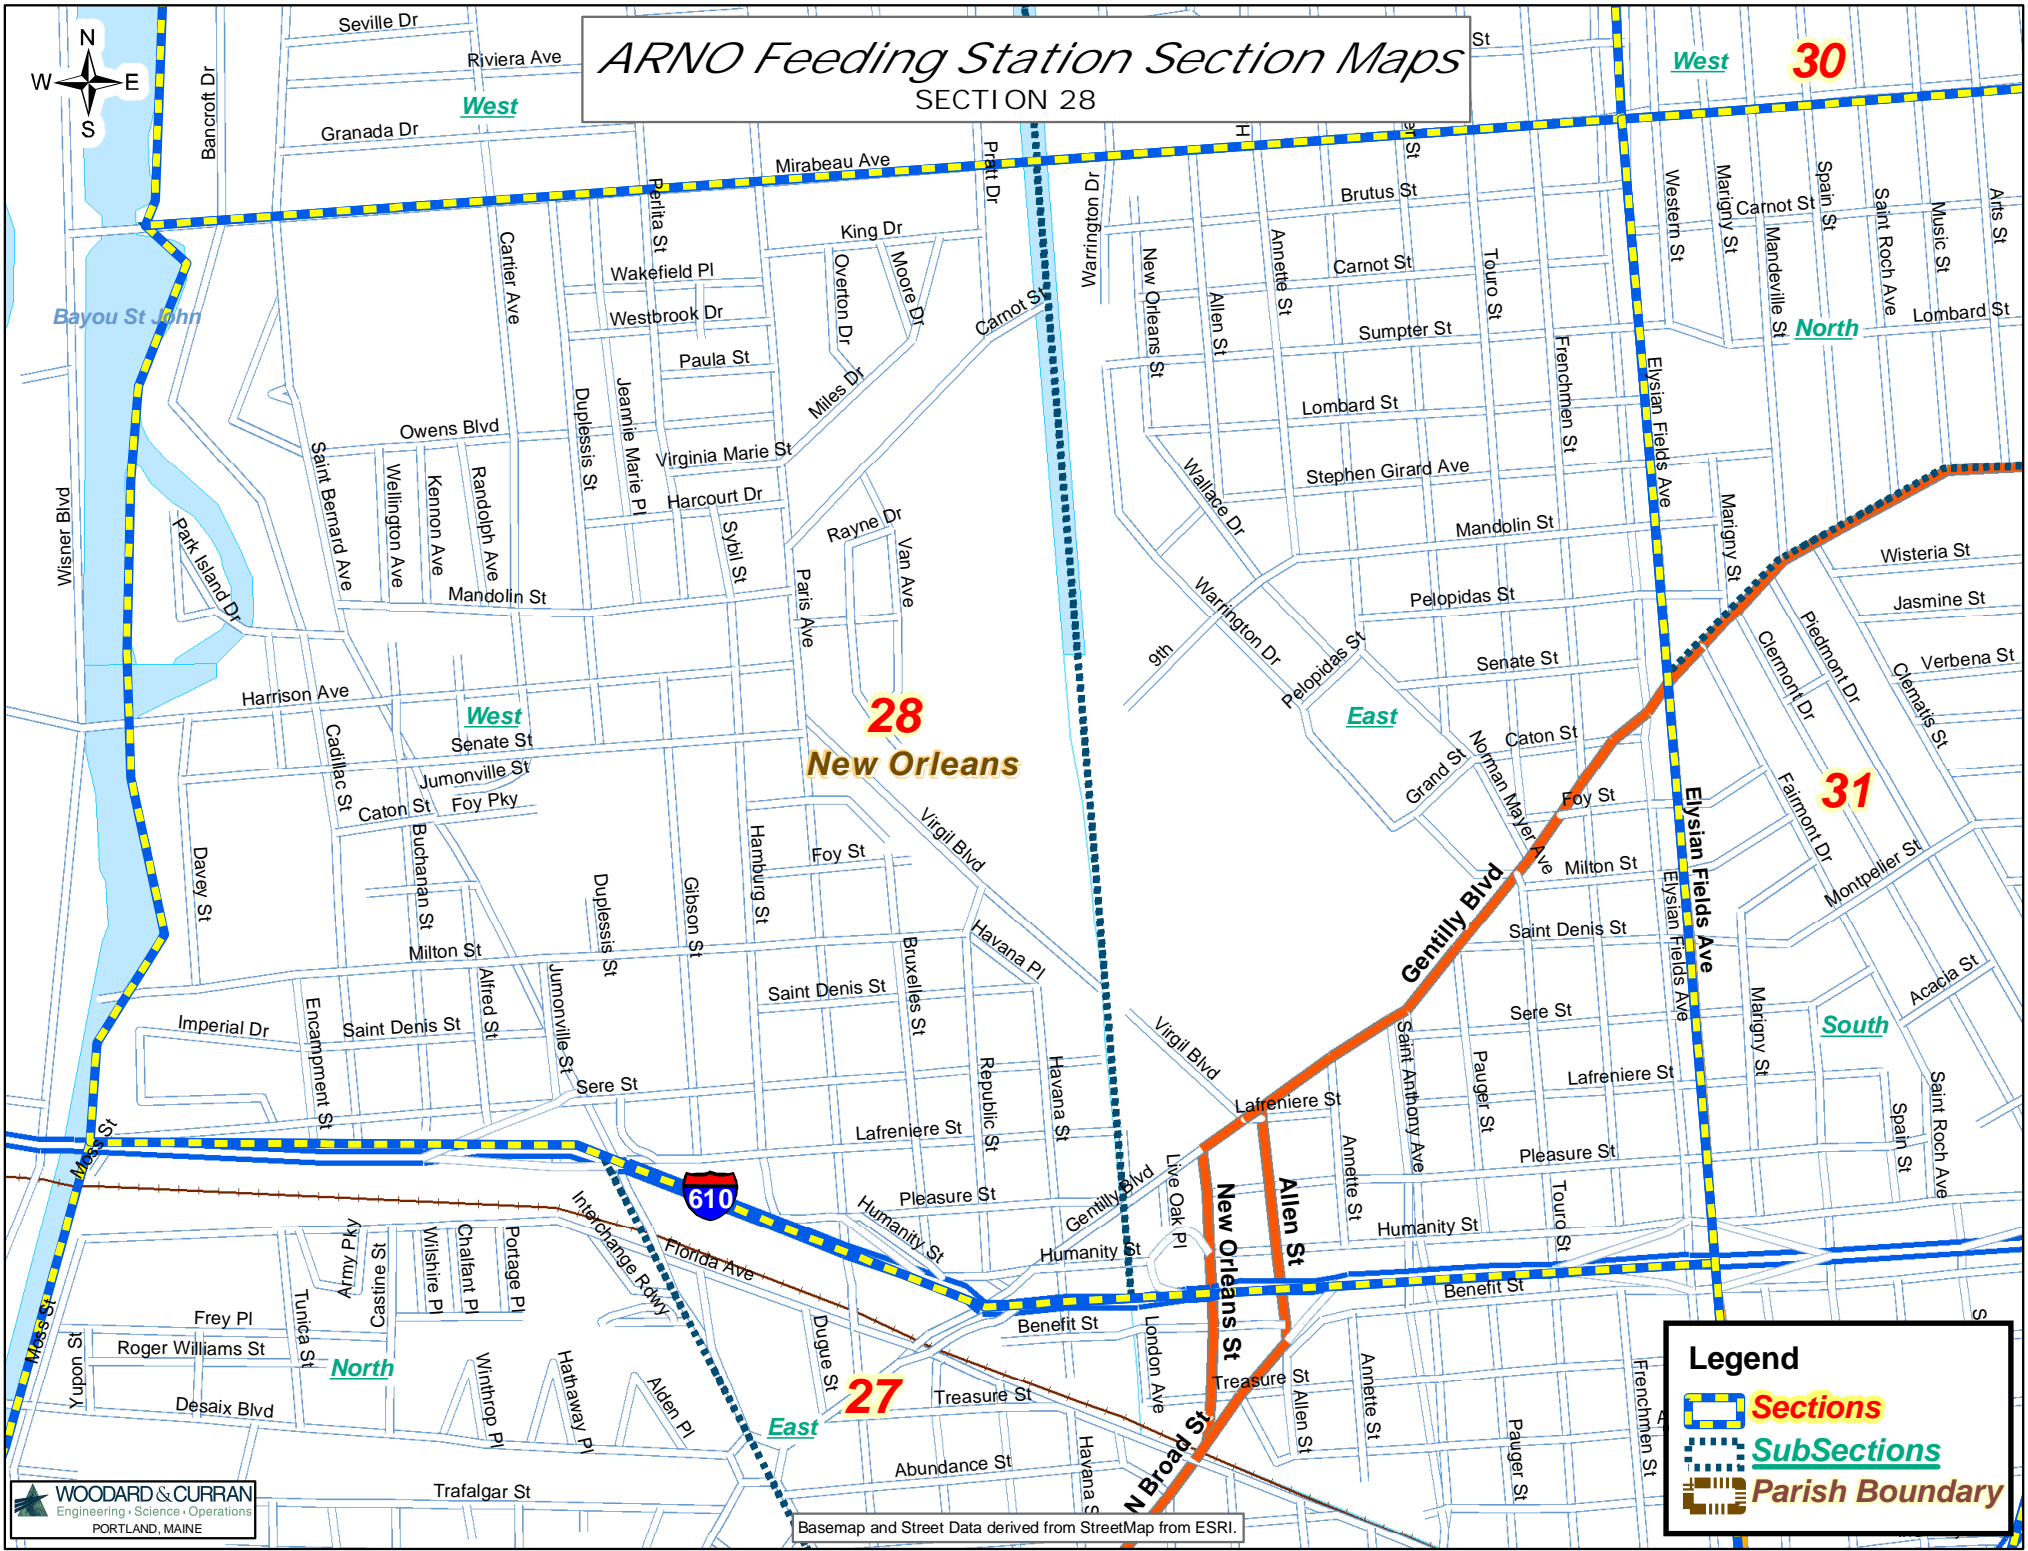 ARNO Feeding Station Section Maps
SECTION 28
N
W E
S
Seville Dr
Riviera Ave
West
Granada Dr
Bancroft Dr
St
West
30
Mirabeau Ave
Pratt Dr
Perlita St
H
er St
Warrington Dr
Brutus St
Western St
Marigny St
Spain St
Carnot St
Saint Roch Ave
Music St
Arts St
Mandeville St
King Dr
Cartier Ave
Wakefield Pl
Overton Dr
Moore Dr
New Orleans St
Annette St
Carnot St
Touro St
Bayou St John
Westbrook Dr
Carnot St
Allen St
Sumpter St
North
Lombard St
Paula St
Duplessis St
Jeannie Marie Pl
Miles Dr
Frenchmen St
Elysian Fields Ave
Lombard St
Owens Blvd
Saint Bernard Ave
Wellington Ave
Kennon Ave
Randolph Ave
Virginia Marie St
Harcourt Dr
Sybil St
Rayne Dr
Van Ave
Wallace Dr
Stephen Girard Ave
Mandolin St
Marigny St
Wisner Blvd
Park Island Dr
Mandolin St
Paris Ave
Warrington Dr
Pelopidas St
Wisteria St
Jasmine St
Piedmont Dr
Clermont Dr
Verbena St
Clematis St
9th
Pelopidas St
Senate St
Harrison Ave
West
28
New Orleans
East
Cadillac St
Senate St
Jumonville St
Caton St
Foy Pky
Buchanan St
Norman Mayer Ave
Caton St
Grand St
Foy St
Fairmont Dr
31
Elysian Fields Ave
Virgil Blvd
Hamburg St
Foy St
Davey St
Duplessis St
Gibson St
Milton St
Elysian Fields Ave
Montpelier St
Gentilly Blvd
Saint Denis St
Milton St
Alfred St
Jumonville St
Bruxelles St
Havana Pl
Saint Denis St
Acacia St
Encampment St
Imperial Dr
Saint Denis St
Sere St
Marigny St
South
Virgil Blvd
Saint Anthony Ave
Pauger St
Sere St
Republic St
Havana St
Lafreniere St
Lafreniere St
Spain St
Saint Roch Ave
Moss St
Lafreniere St
Live Oak Pl
Annette St
Pleasure St
610
Pleasure St
Gentilly Blvd
Touro St
Humanity St
New Orleans St
Allen St
Humanity St
Humanity St
Interchange Rdwy
Florida Ave
Army Pky
Castine St
Wilshire Pl
Chalfant Pl
Portage Pl
Benefit St
Moss St
Frey Pl
Tunica St
Dugue St
Benefit St
London Ave
S
Yupon St
Roger Williams St
North
Winthrop Pl
Hathaway Pl
Alden Pl
27
Treasure St
Treasure St
Allen St
Annette St
Frenchmen St
Desaix Blvd
East
N Broad St
Pauger St
Abundance St
Havana S
Trafalgar St
Legend
Sections
SubSections
Parish Boundary
WOODARD & CURRAN
Engineering · Science · Operations
PORTLAND, MAINE
Basemap and Street Data derived from StreetMap from ESRI.